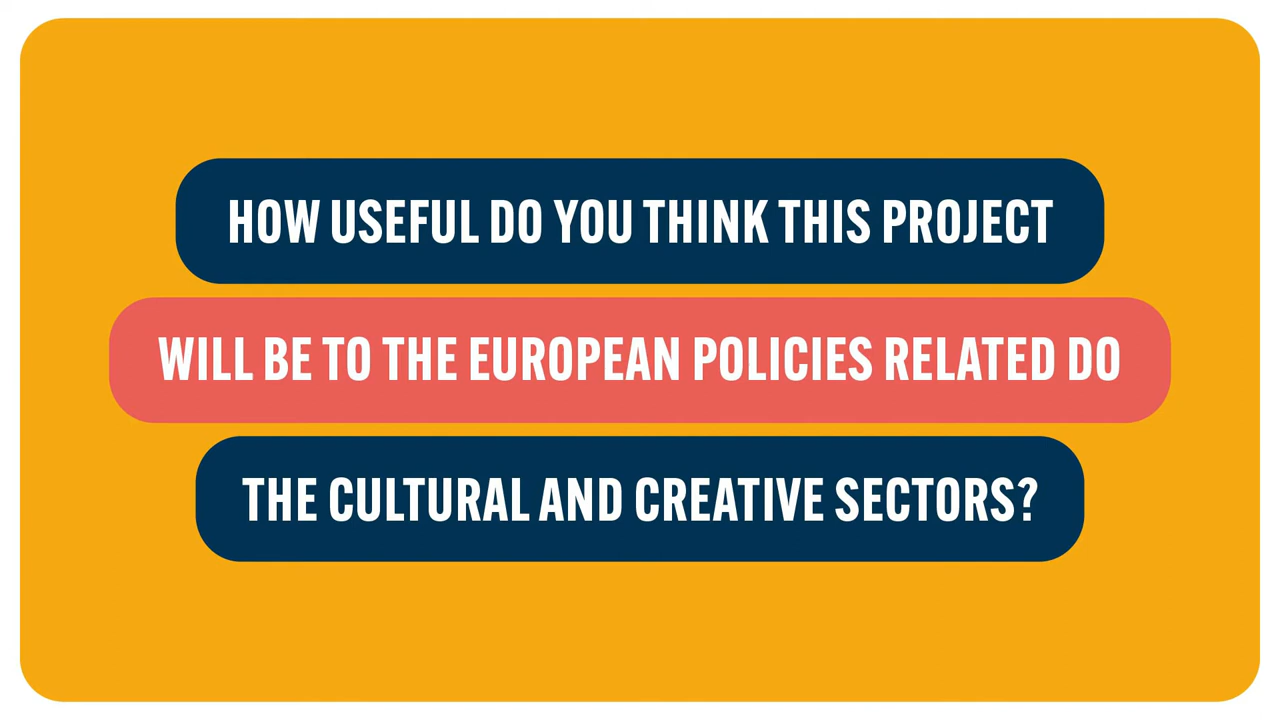 HOW USEFUL DO YOU THINK THIS PROJECT
WILL BE TO THE EUROPEAN POLICIES RELATED DO
THE CULTURAL AND CREATIVE SECTORS?